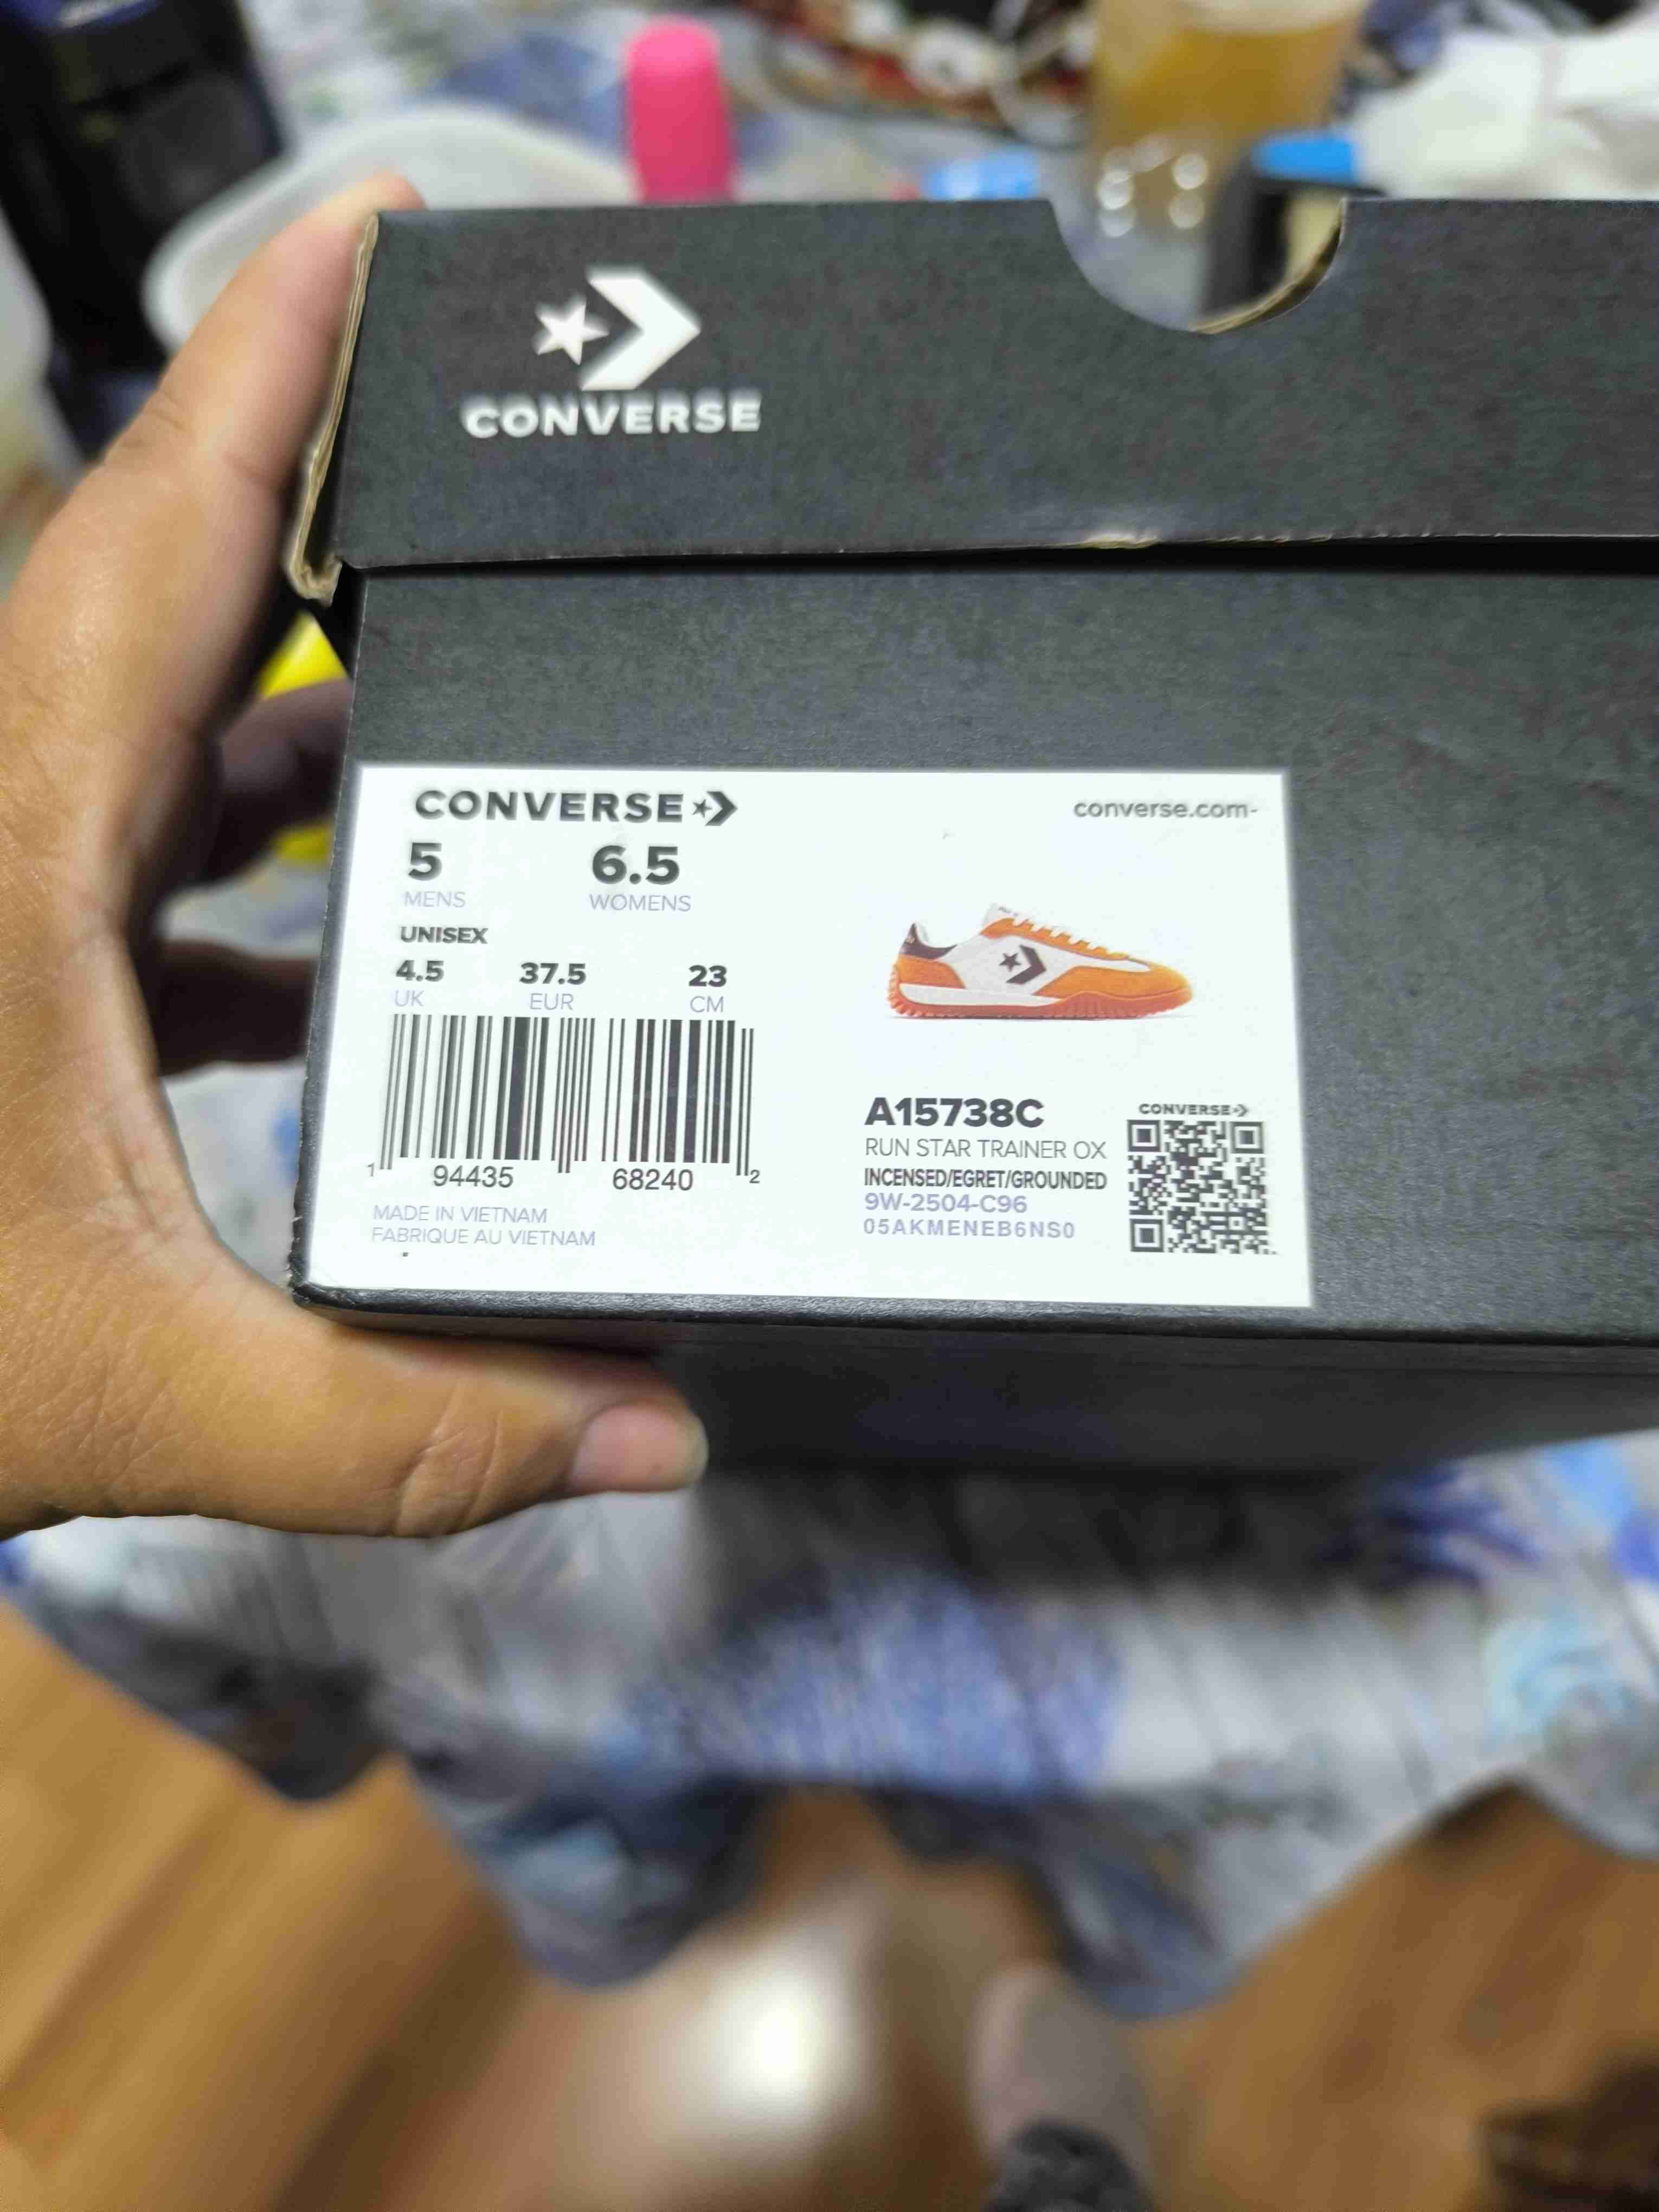 CONVERSE
CONVERSE
converse.com-
5 6.5
MENS WOMENS
UNISEX
4.5 37.5 23
UK EUR CM
1 94435 68240 2
MADE IN VIETNAM
FABRIQUE AU VIETNAM
A15738C
RUN STAR TRAINER OX
INCENSED/EGRET/GROUNDED
9W-2504-C96
05AKMENEB6NS0
CONVERSE